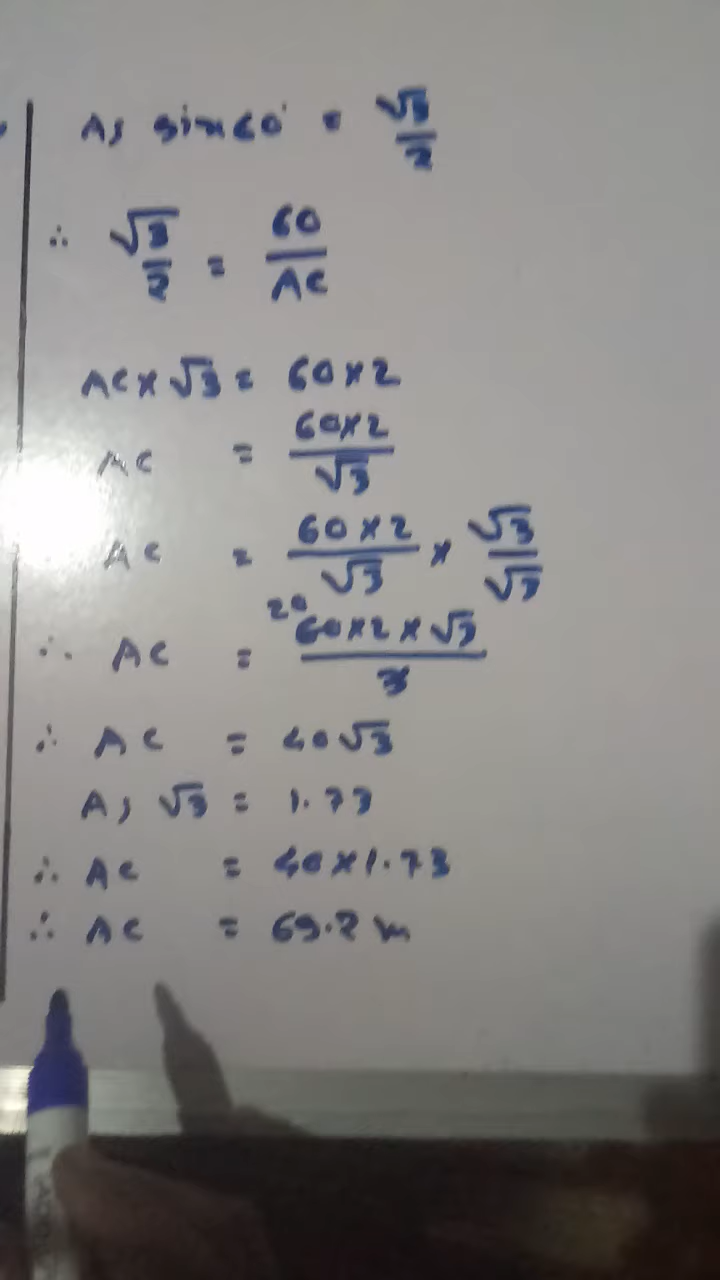 As sin 60° = √3/2
∴ √3/2 = 60/AC
AC × √3 = 60×2
AC = 60×2/√3
AC = 60×2/√3 × √3/√3
∴ AC = 20 60×2×√3/3
∴ AC = 40√3
As √3 = 1.73
∴ AC = 40×1.73
∴ AC = 69.2 m